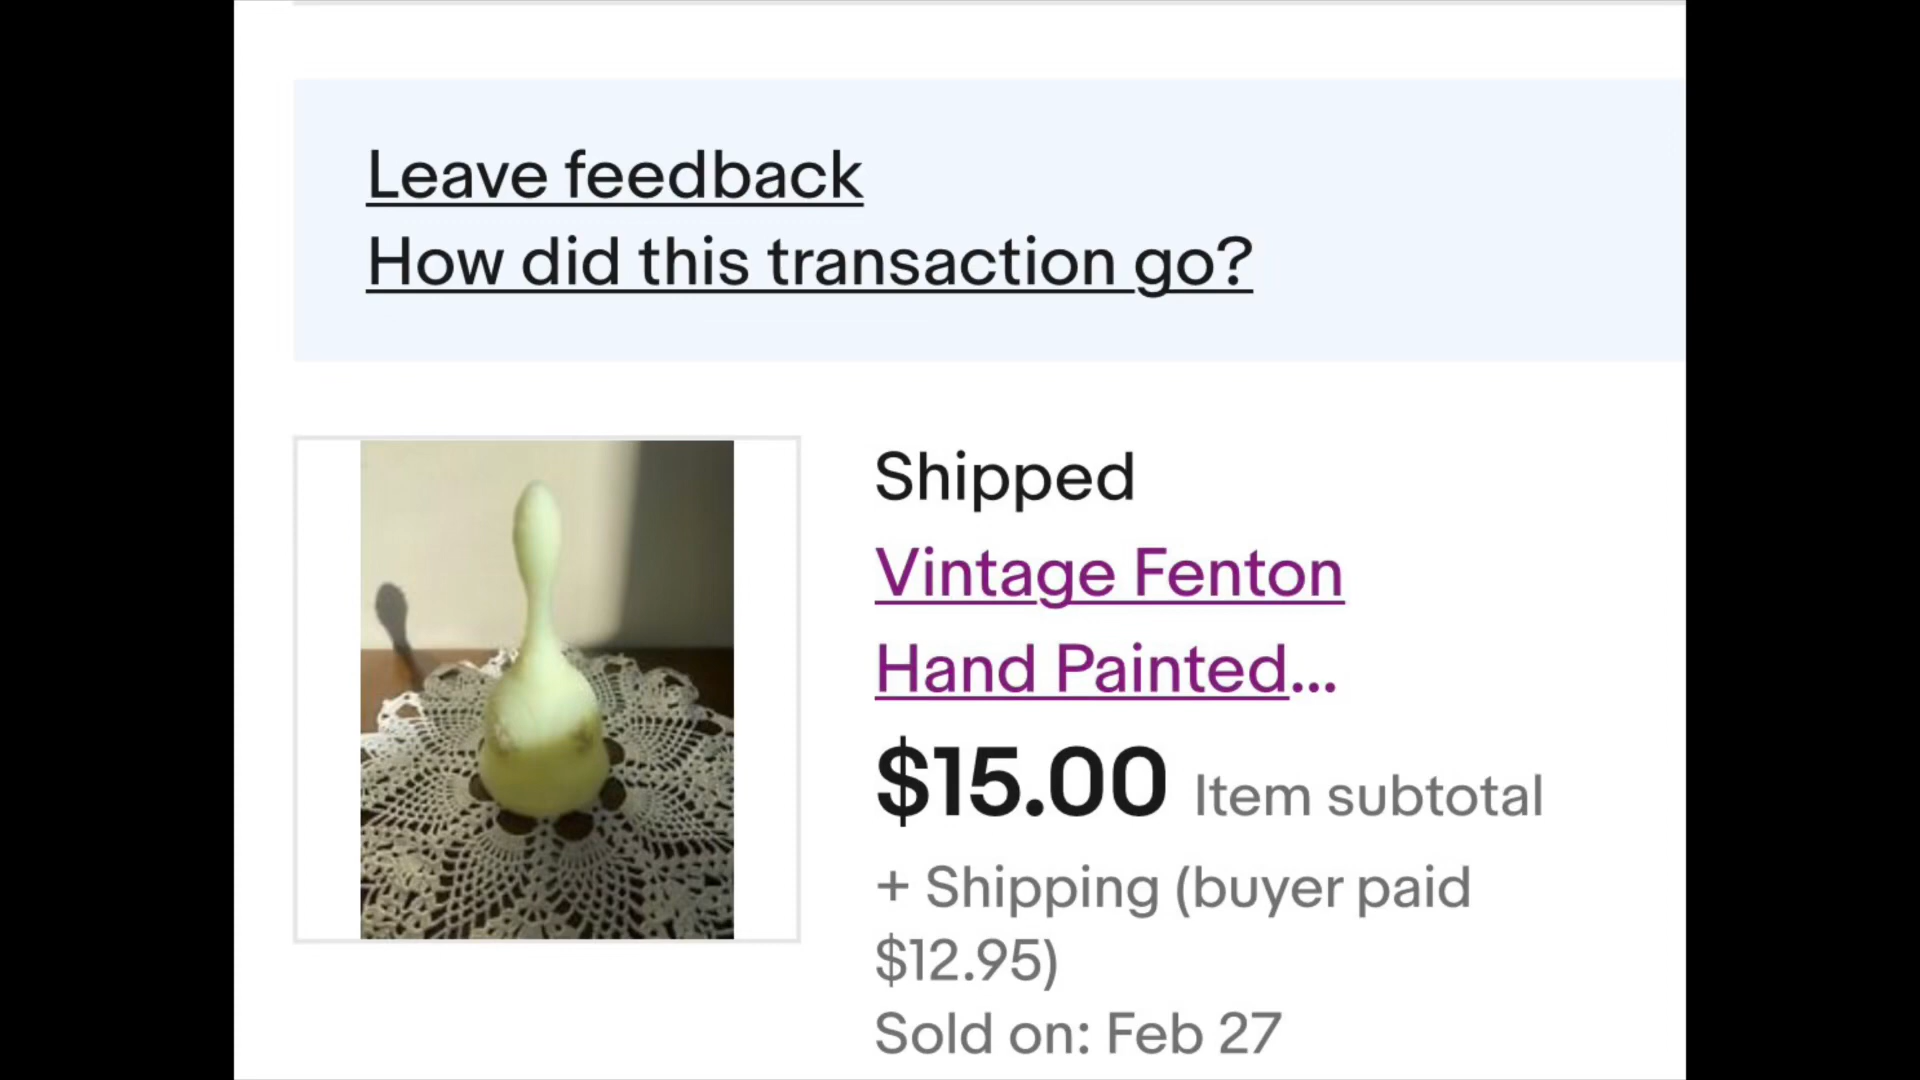 Leave feedback
How did this transaction go?
Shipped
Vintage Fenton
Hand Painted...
$15.00 Item subtotal
+ Shipping (buyer paid
$12.95)
Sold on: Feb 27